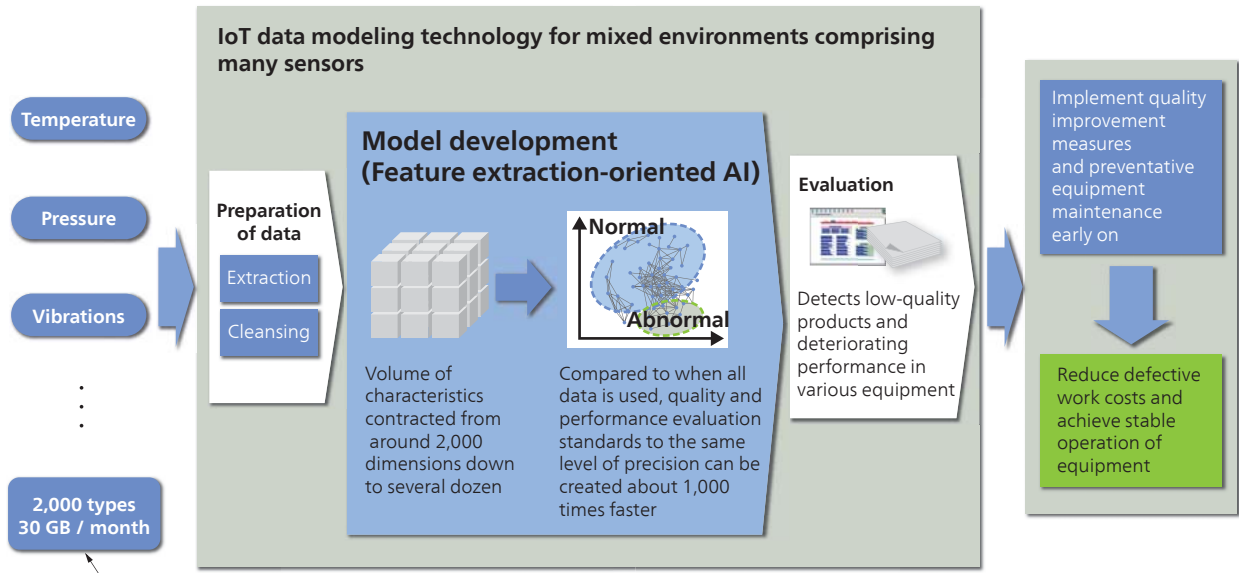 IoT data modeling technology for mixed environments comprising
many sensors
Temperature
Pressure
Vibrations
2,000 types
30 GB / month
Preparation
of data
Extraction
Cleansing
Model development
(Feature extraction-oriented AI)
Normal
Abnormal
Volume of
characteristics
contracted from
around 2,000
dimensions down
to several dozen
Compared to when all
data is used, quality and
performance evaluation
standards to the same
level of precision can be
created about 1,000
times faster
Evaluation
Detects low-quality
products and
deteriorating
performance in
various equipment
Implement quality
improvement
measures
and preventative
equipment
maintenance
early on
Reduce defective
work costs and
achieve stable
operation of
equipment